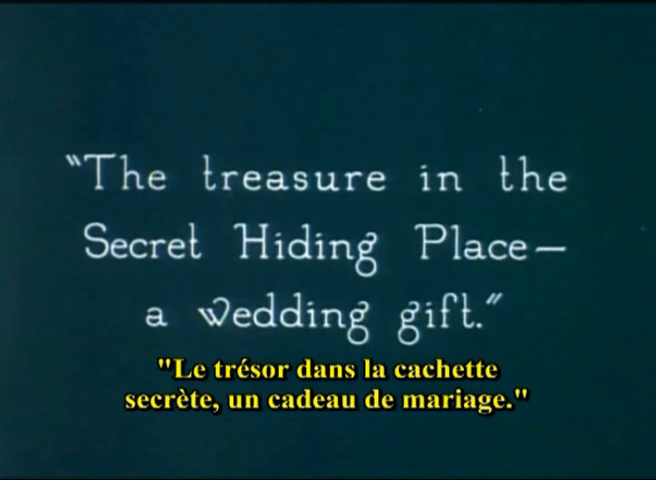 "The treasure in the
Secret Hiding Place—
a wedding gift."
"Le trésor dans la cachette
secrète, un cadeau de mariage."